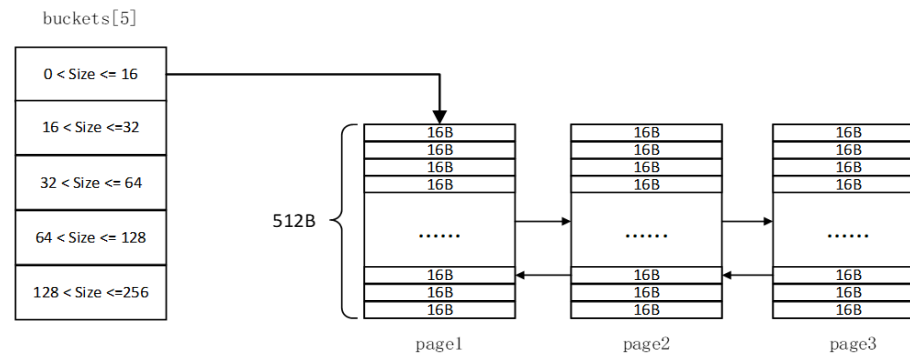 buckets[5]
0 < Size <= 16
16 < Size <=32
32 < Size <= 64
64 < Size <= 128
128 < Size <=256
512B
16B
16B
16B
16B
......
16B
16B
16B
page1
16B
16B
16B
16B
......
16B
16B
16B
page2
16B
16B
16B
16B
......
16B
16B
16B
page3